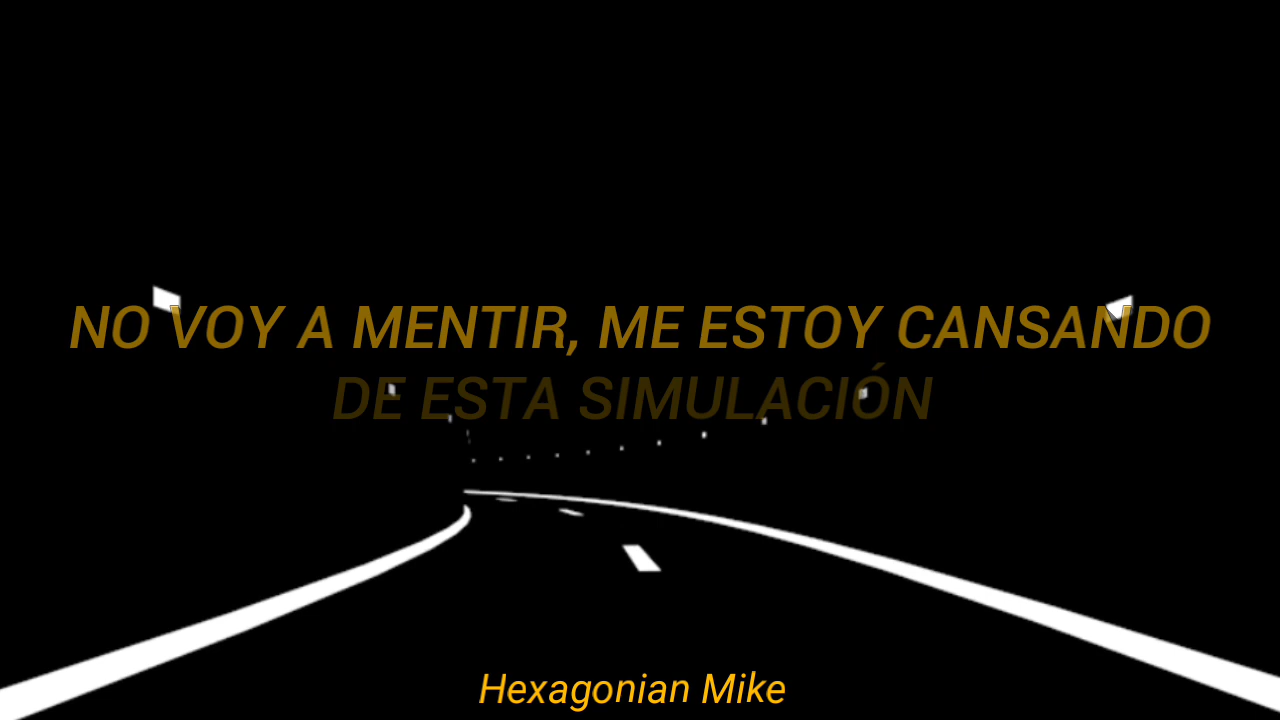 NO VOY A MENTIR, ME ESTOY CANSANDO
DE ESTA SIMULACIÓN
Hexagonian Mike